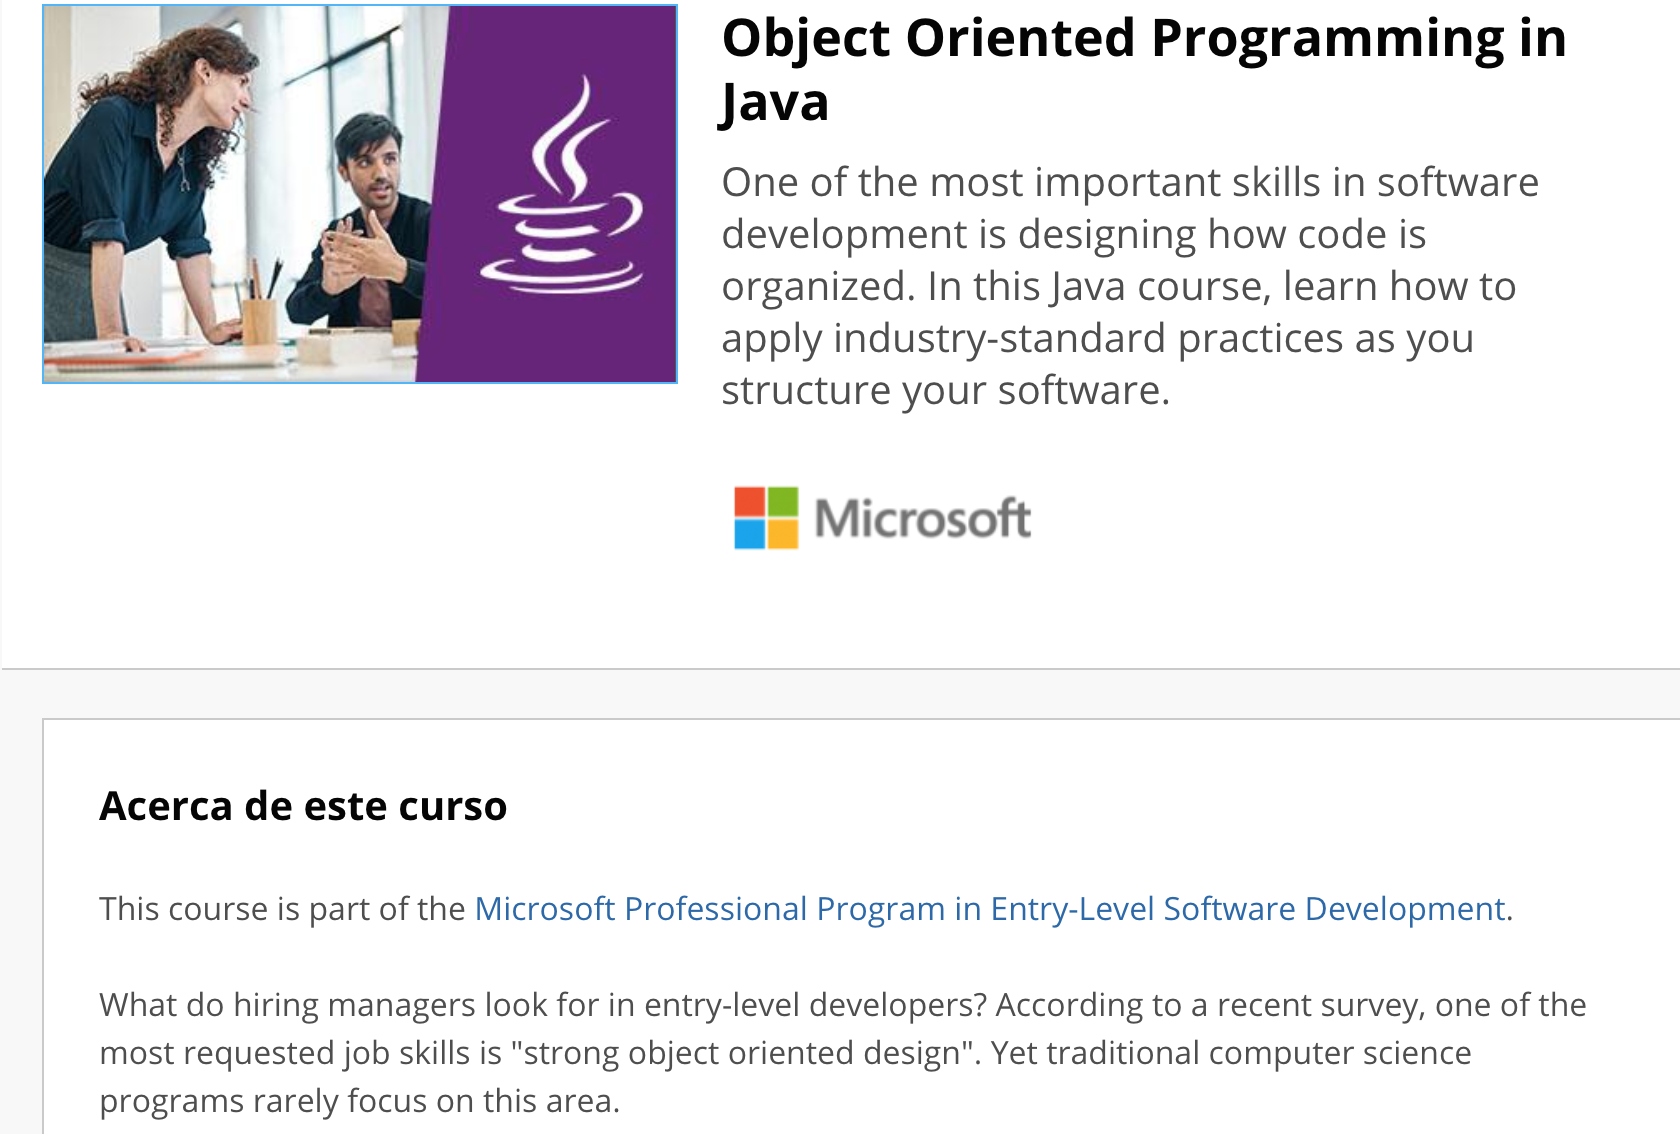 Object Oriented Programming in
Java
One of the most important skills in software
development is designing how code is
organized. In this Java course, learn how to
apply industry-standard practices as you
structure your software.
Microsoft
Acerca de este curso
This course is part of the Microsoft Professional Program in Entry-Level Software Development.
What do hiring managers look for in entry-level developers? According to a recent survey, one of the
most requested job skills is "strong object oriented design". Yet traditional computer science
programs rarely focus on this area.